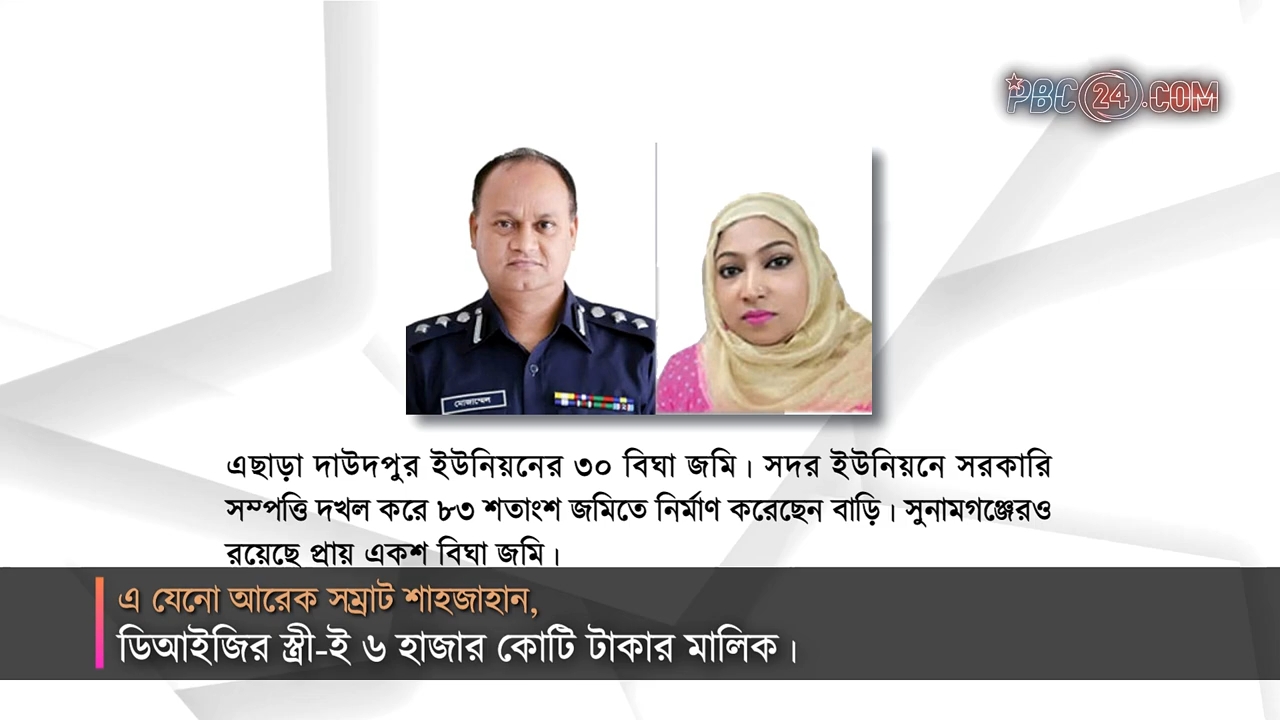 PBC24.COM
মোজাম্মেল
এছাড়া দাউদপুর ইউনিয়নের ৩০ বিঘা জমি। সদর ইউনিয়নে সরকারি
সম্পত্তি দখল করে ৮৩ শতাংশ জমিতে নির্মাণ করেছেন বাড়ি। সুনামগঞ্জেরও
রয়েছে প্রায় একশ বিঘা জমি।
এ যেনো আরেক সম্রাট শাহজাহান,
ডিআইজির স্ত্রী-ই ৬ হাজার কোটি টাকার মালিক।